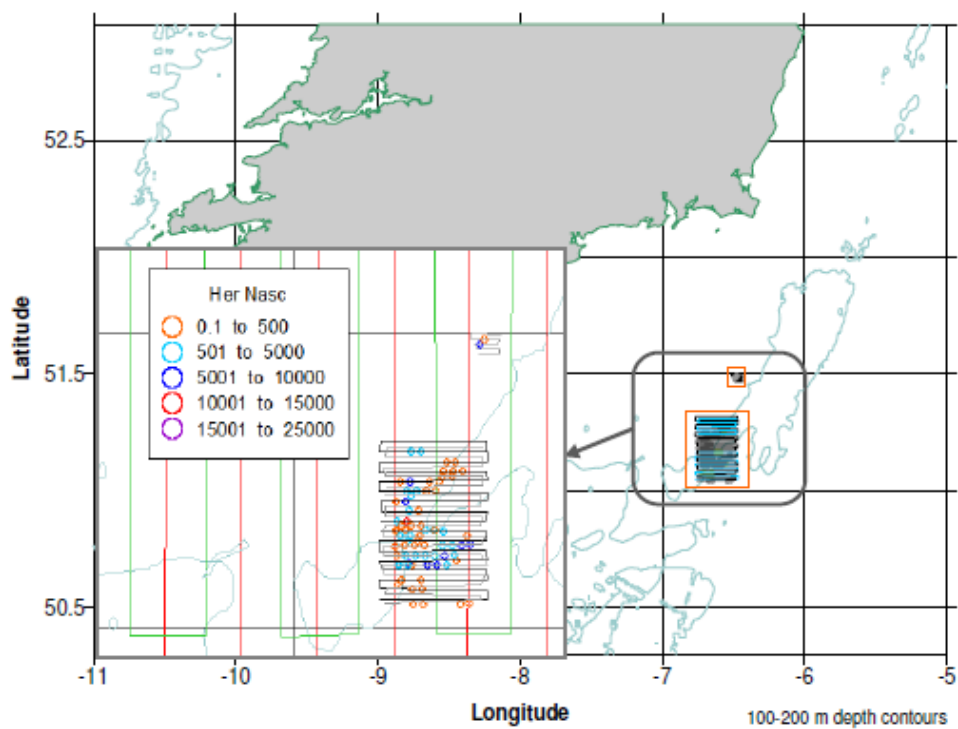 52.5
Her Nasc
0.1 to 500
501 to 5000
5001 to 10000
10001 to 15000
15001 to 25000
Latitude
51.5
50.5
-11 -10 -9 -8 -7 -6 -5
Longitude
100-200 m depth contours